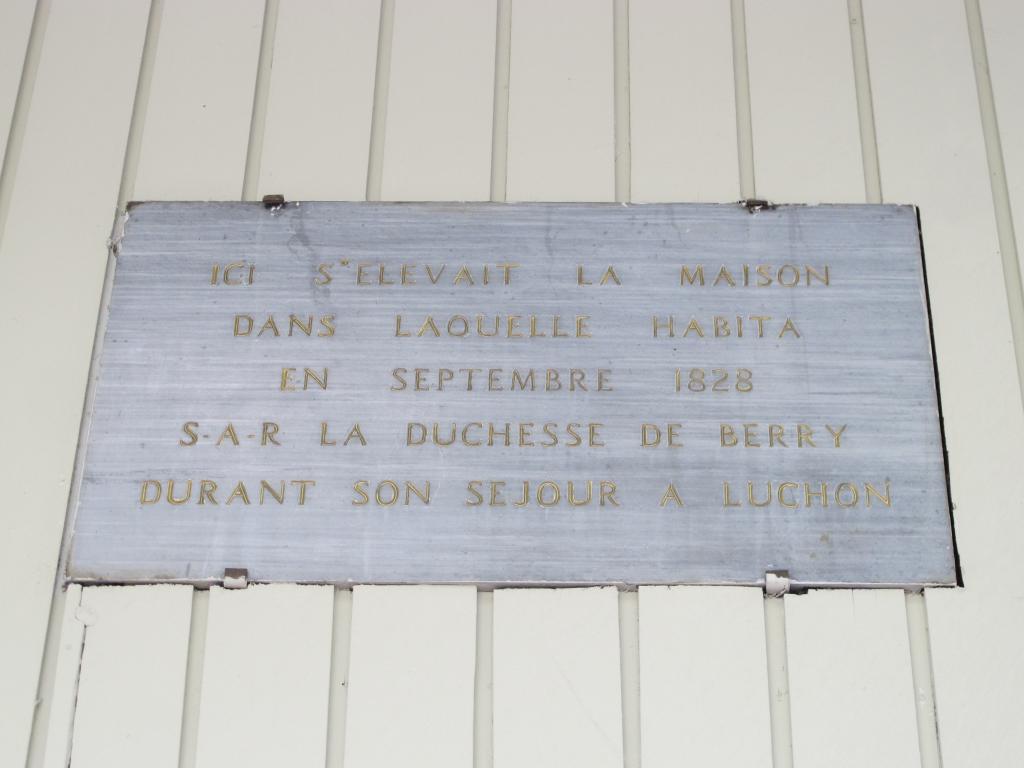 ICI S'ELEVAIT LA MAISON
DANS LAQUELLE HABITA
EN SEPTEMBRE 1828
S-A-R LA DUCHESSE DE BERRY
DURANT SON SEJOUR A LUCHON